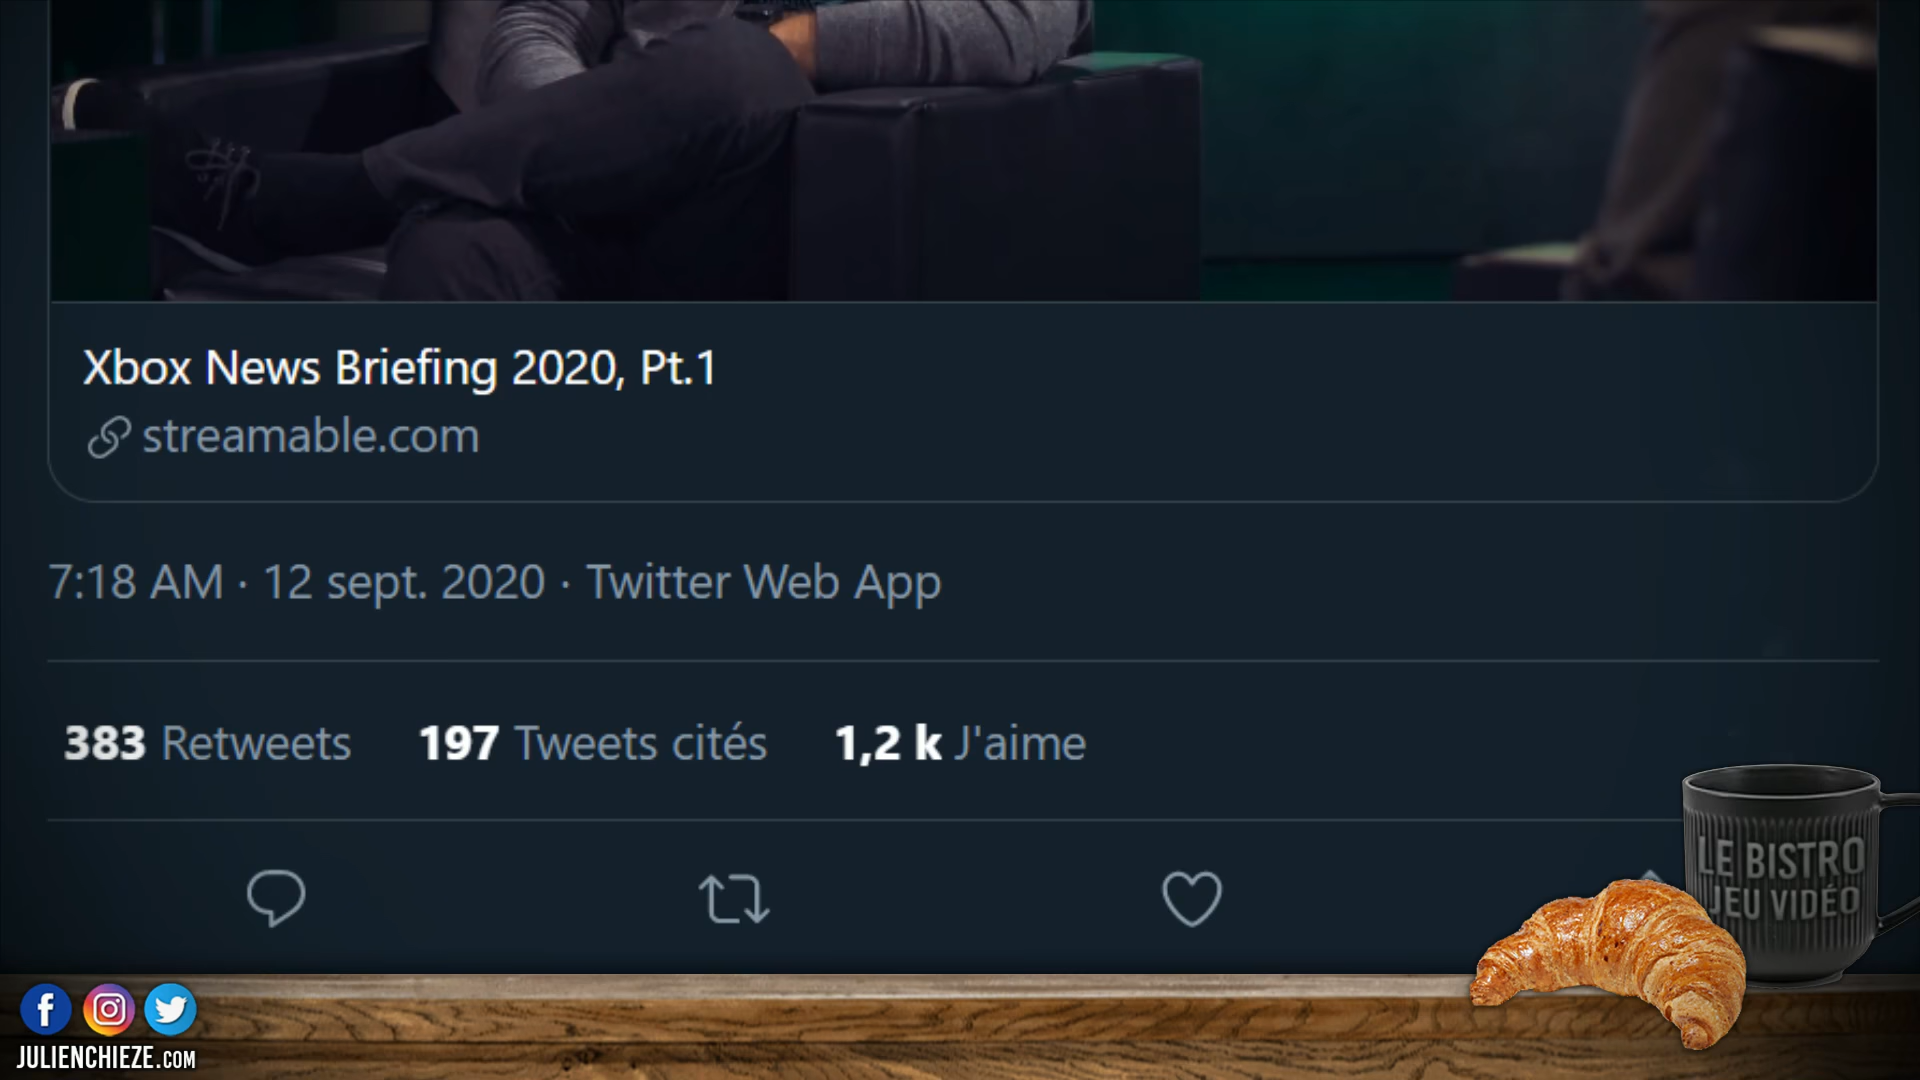 Xbox News Briefing 2020, Pt.1
streamable.com
7:18 AM · 12 sept. 2020 · Twitter Web App
383 Retweets 197 Tweets cités 1,2 k J'aime
LE BISTRO
JEU VIDÉO
JULIENCHIEZE.COM